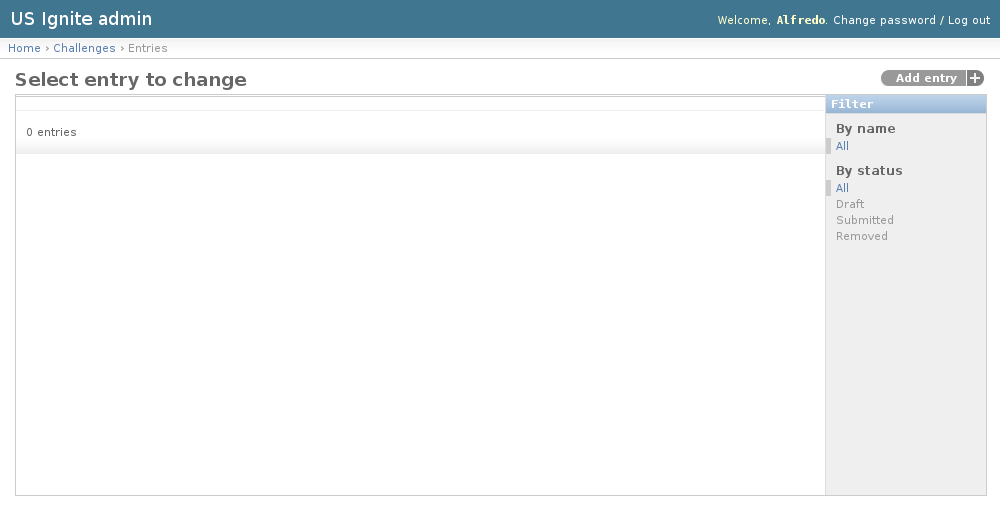 US Ignite admin
Welcome, Alfredo. Change password / Log out
Home › Challenges › Entries
Select entry to change
Add entry +
Filter
0 entries
By name
All
By status
All
Draft
Submitted
Removed